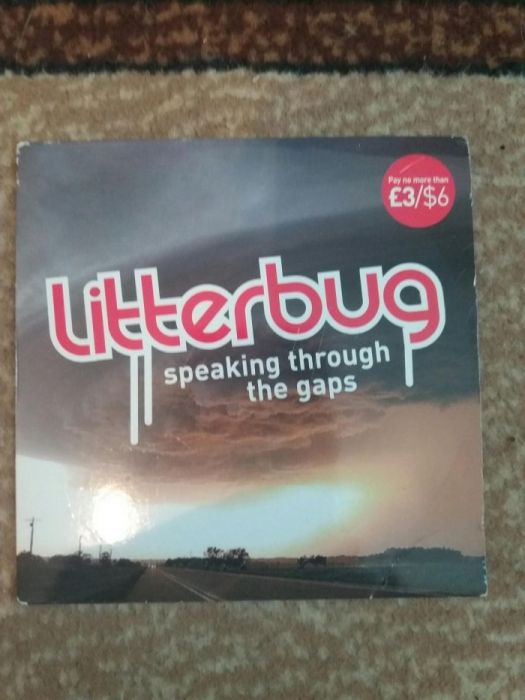 Pay no more than
£3/$6
Litterbug
speaking through
the gaps